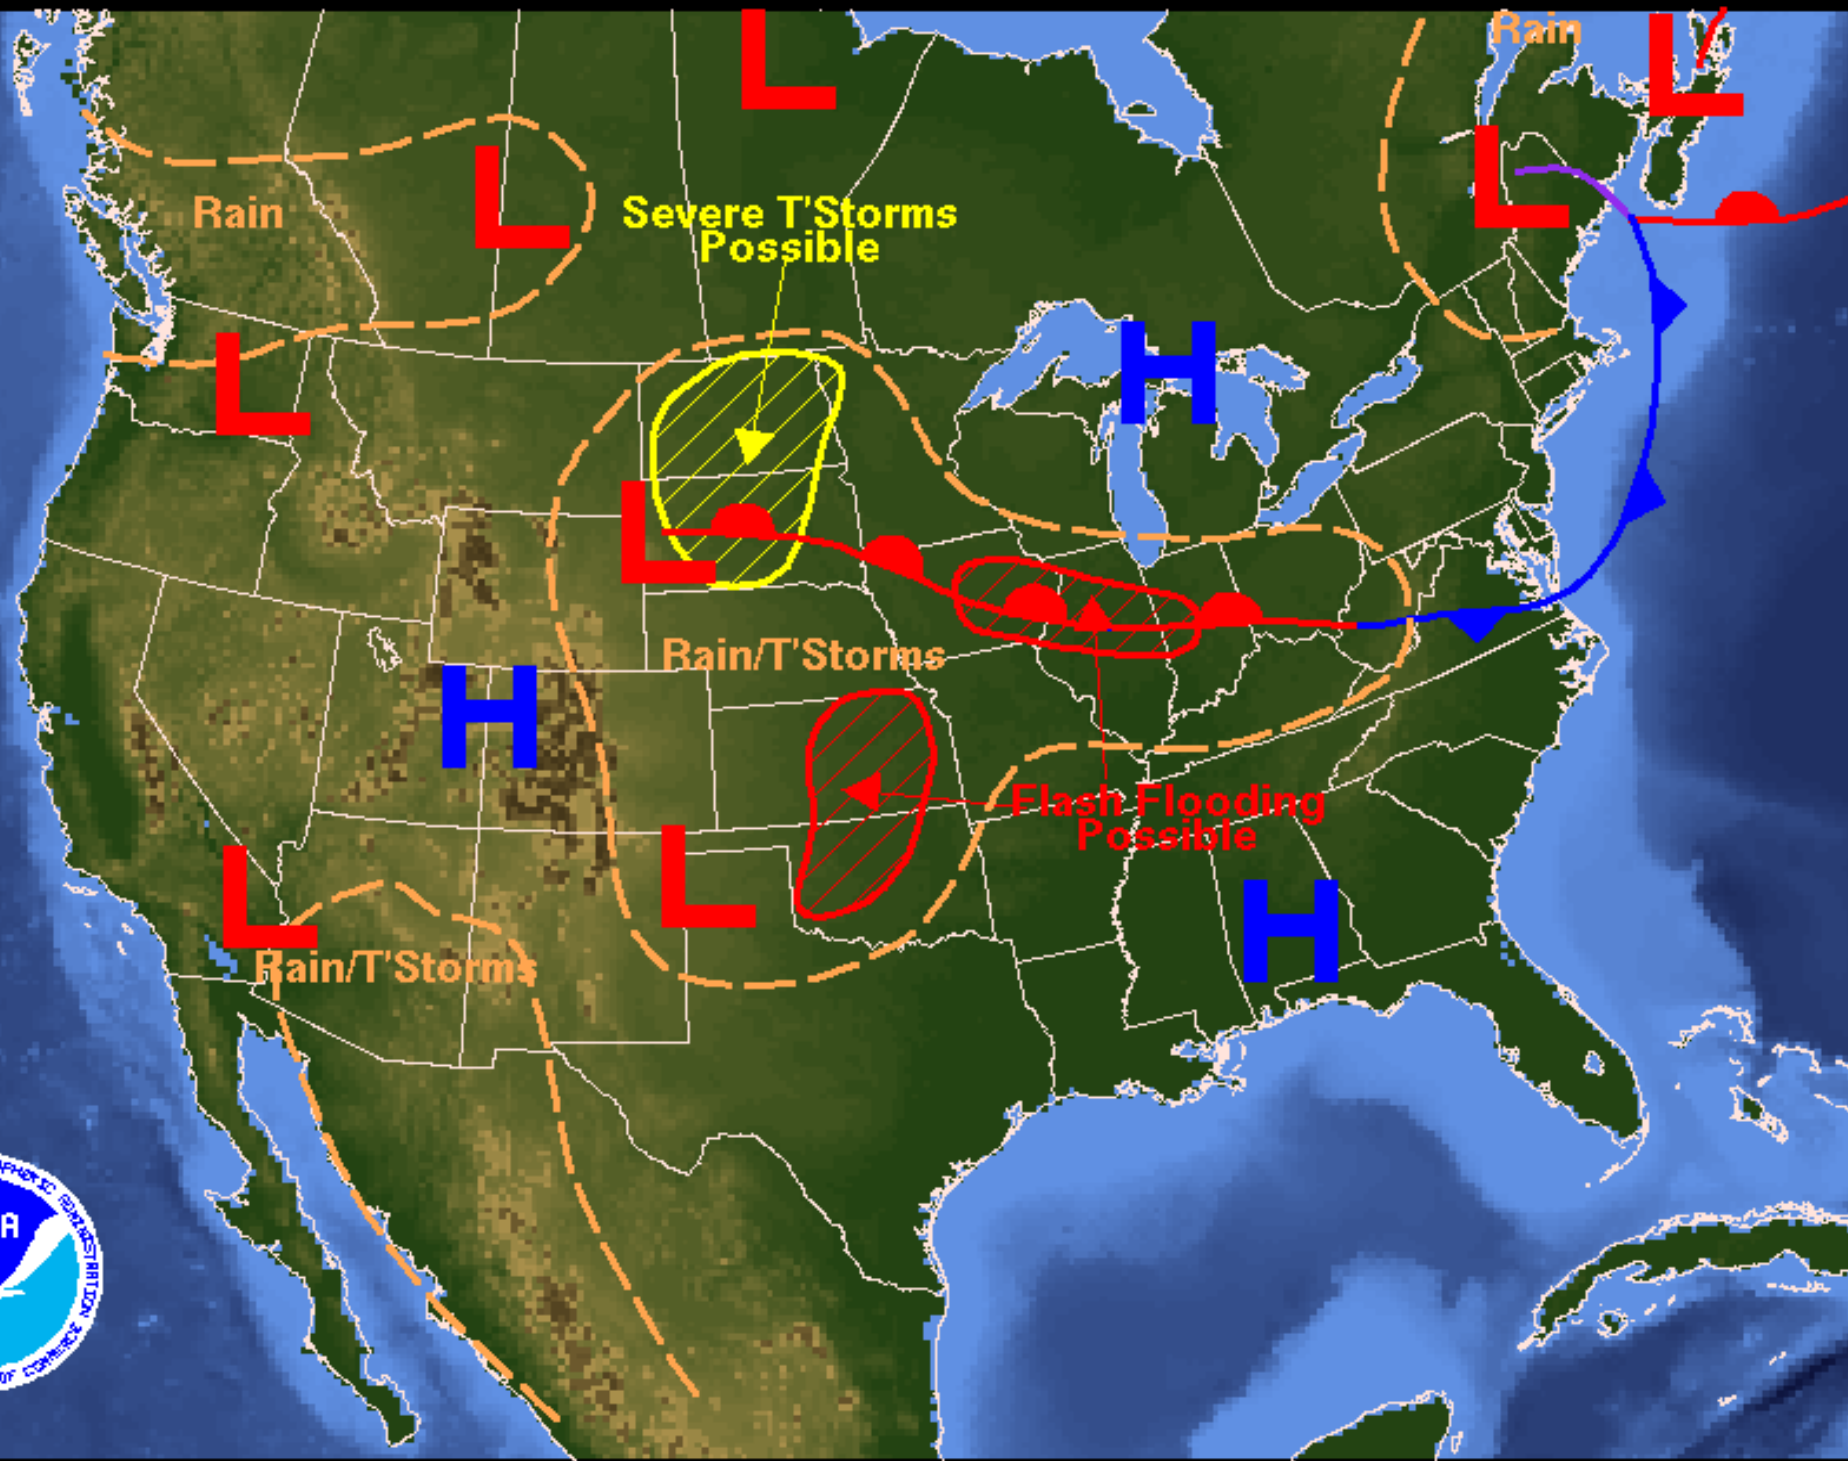 Rain
L
L
L
L
Rain
Severe T'Storms
Possible
H
L
L
Rain/T'Storms
H
Flash Flooding
Possible
L
L
H
Rain/T'Storms
A